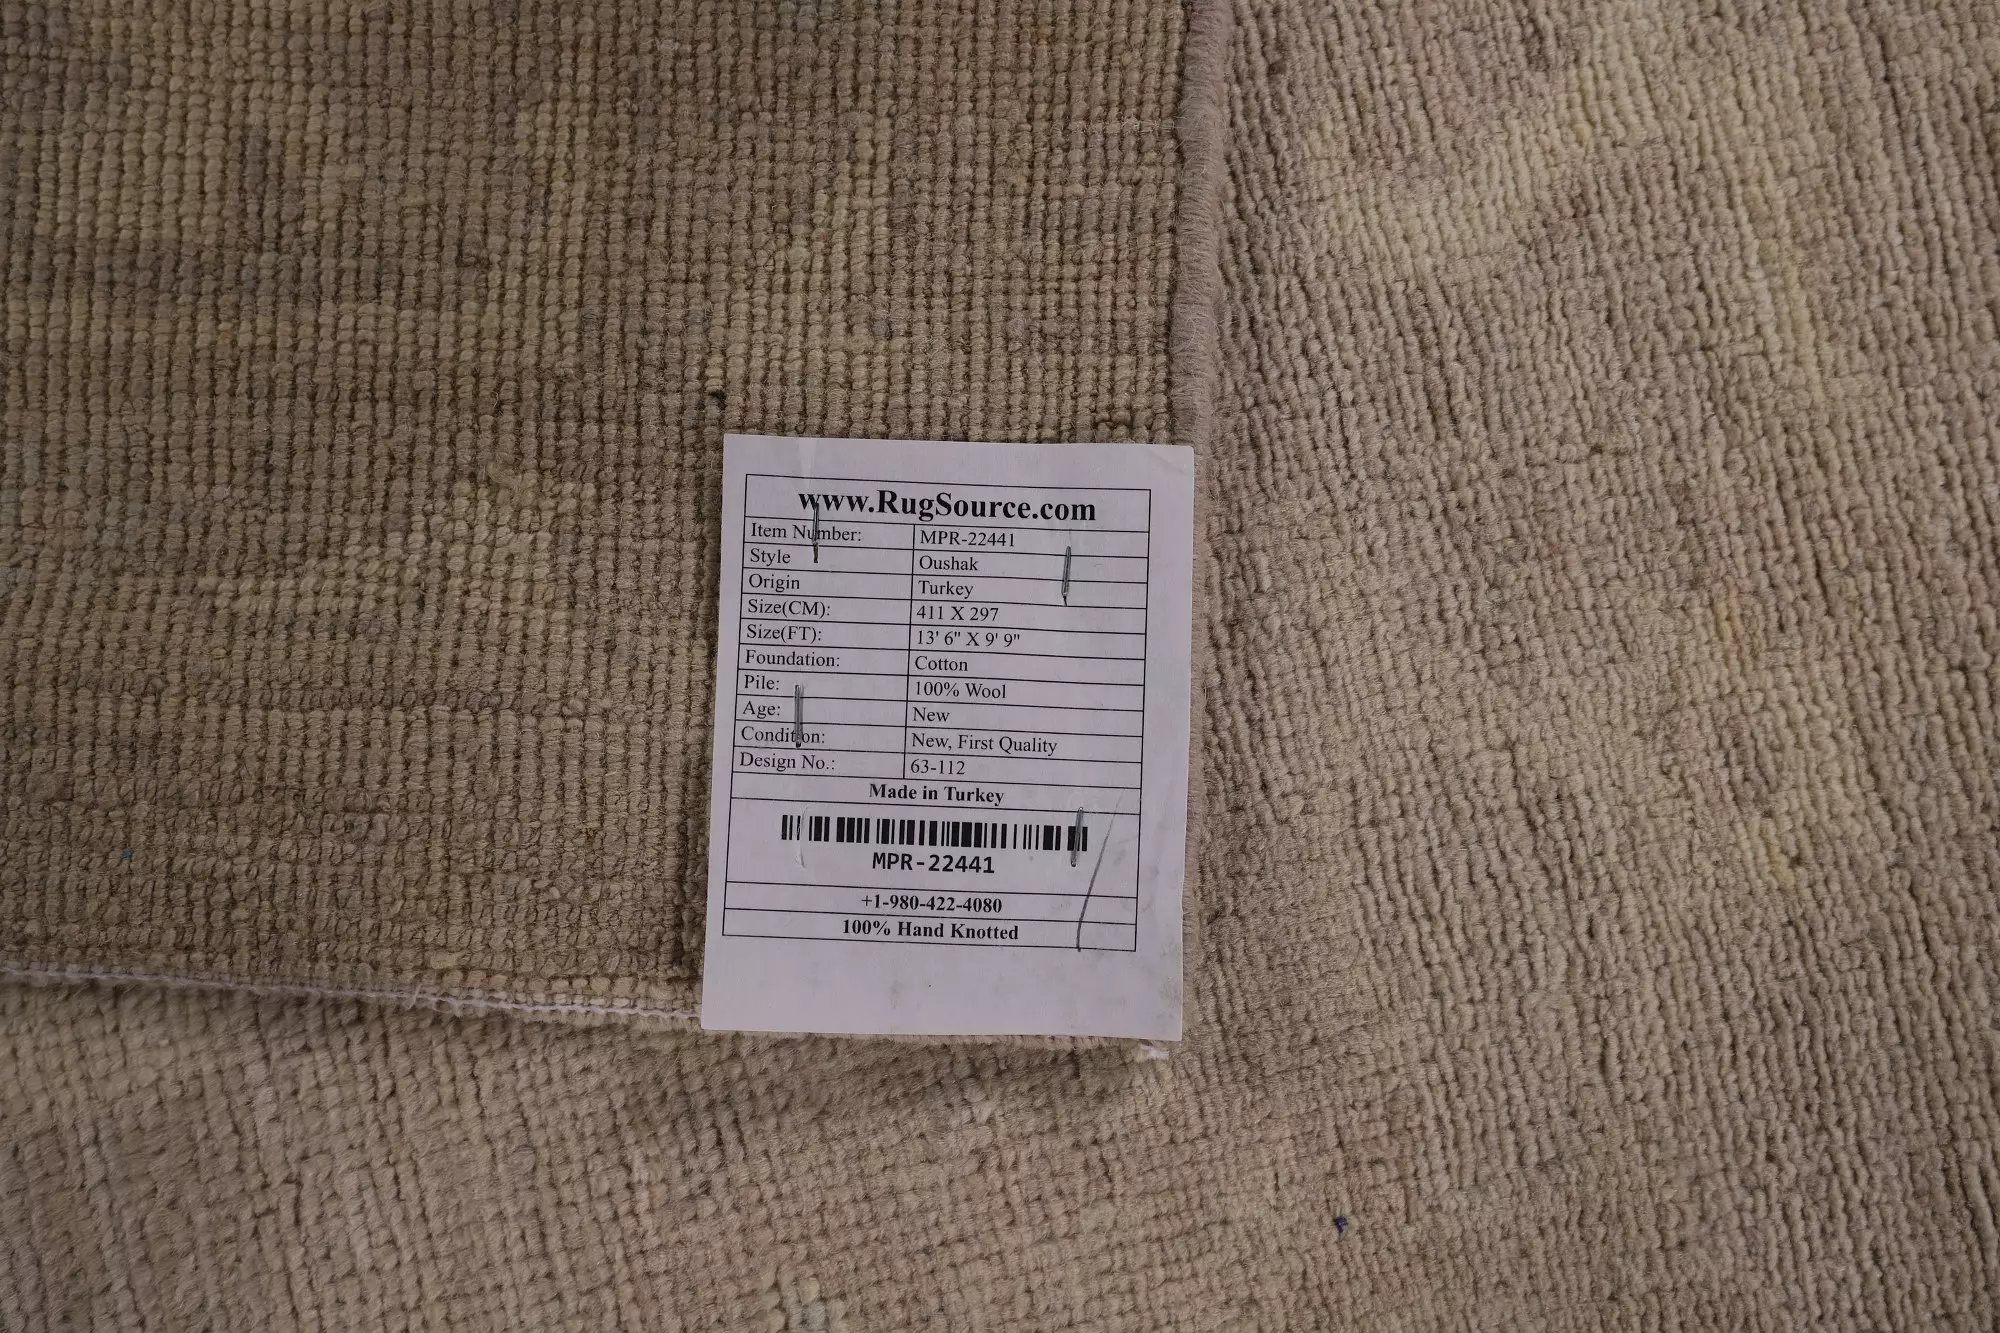 www.RugSource.com
Item Number: MPR-22441
Style Oushak
Origin Turkey
Size(CM): 411 X 297
Size(FT): 13' 6" X 9' 9"
Foundation: Cotton
Pile: 100% Wool
Age: New
Condition: New, First Quality
Design No.: 63-112
Made in Turkey
MPR-22441
+1-980-422-4080
100% Hand Knotted